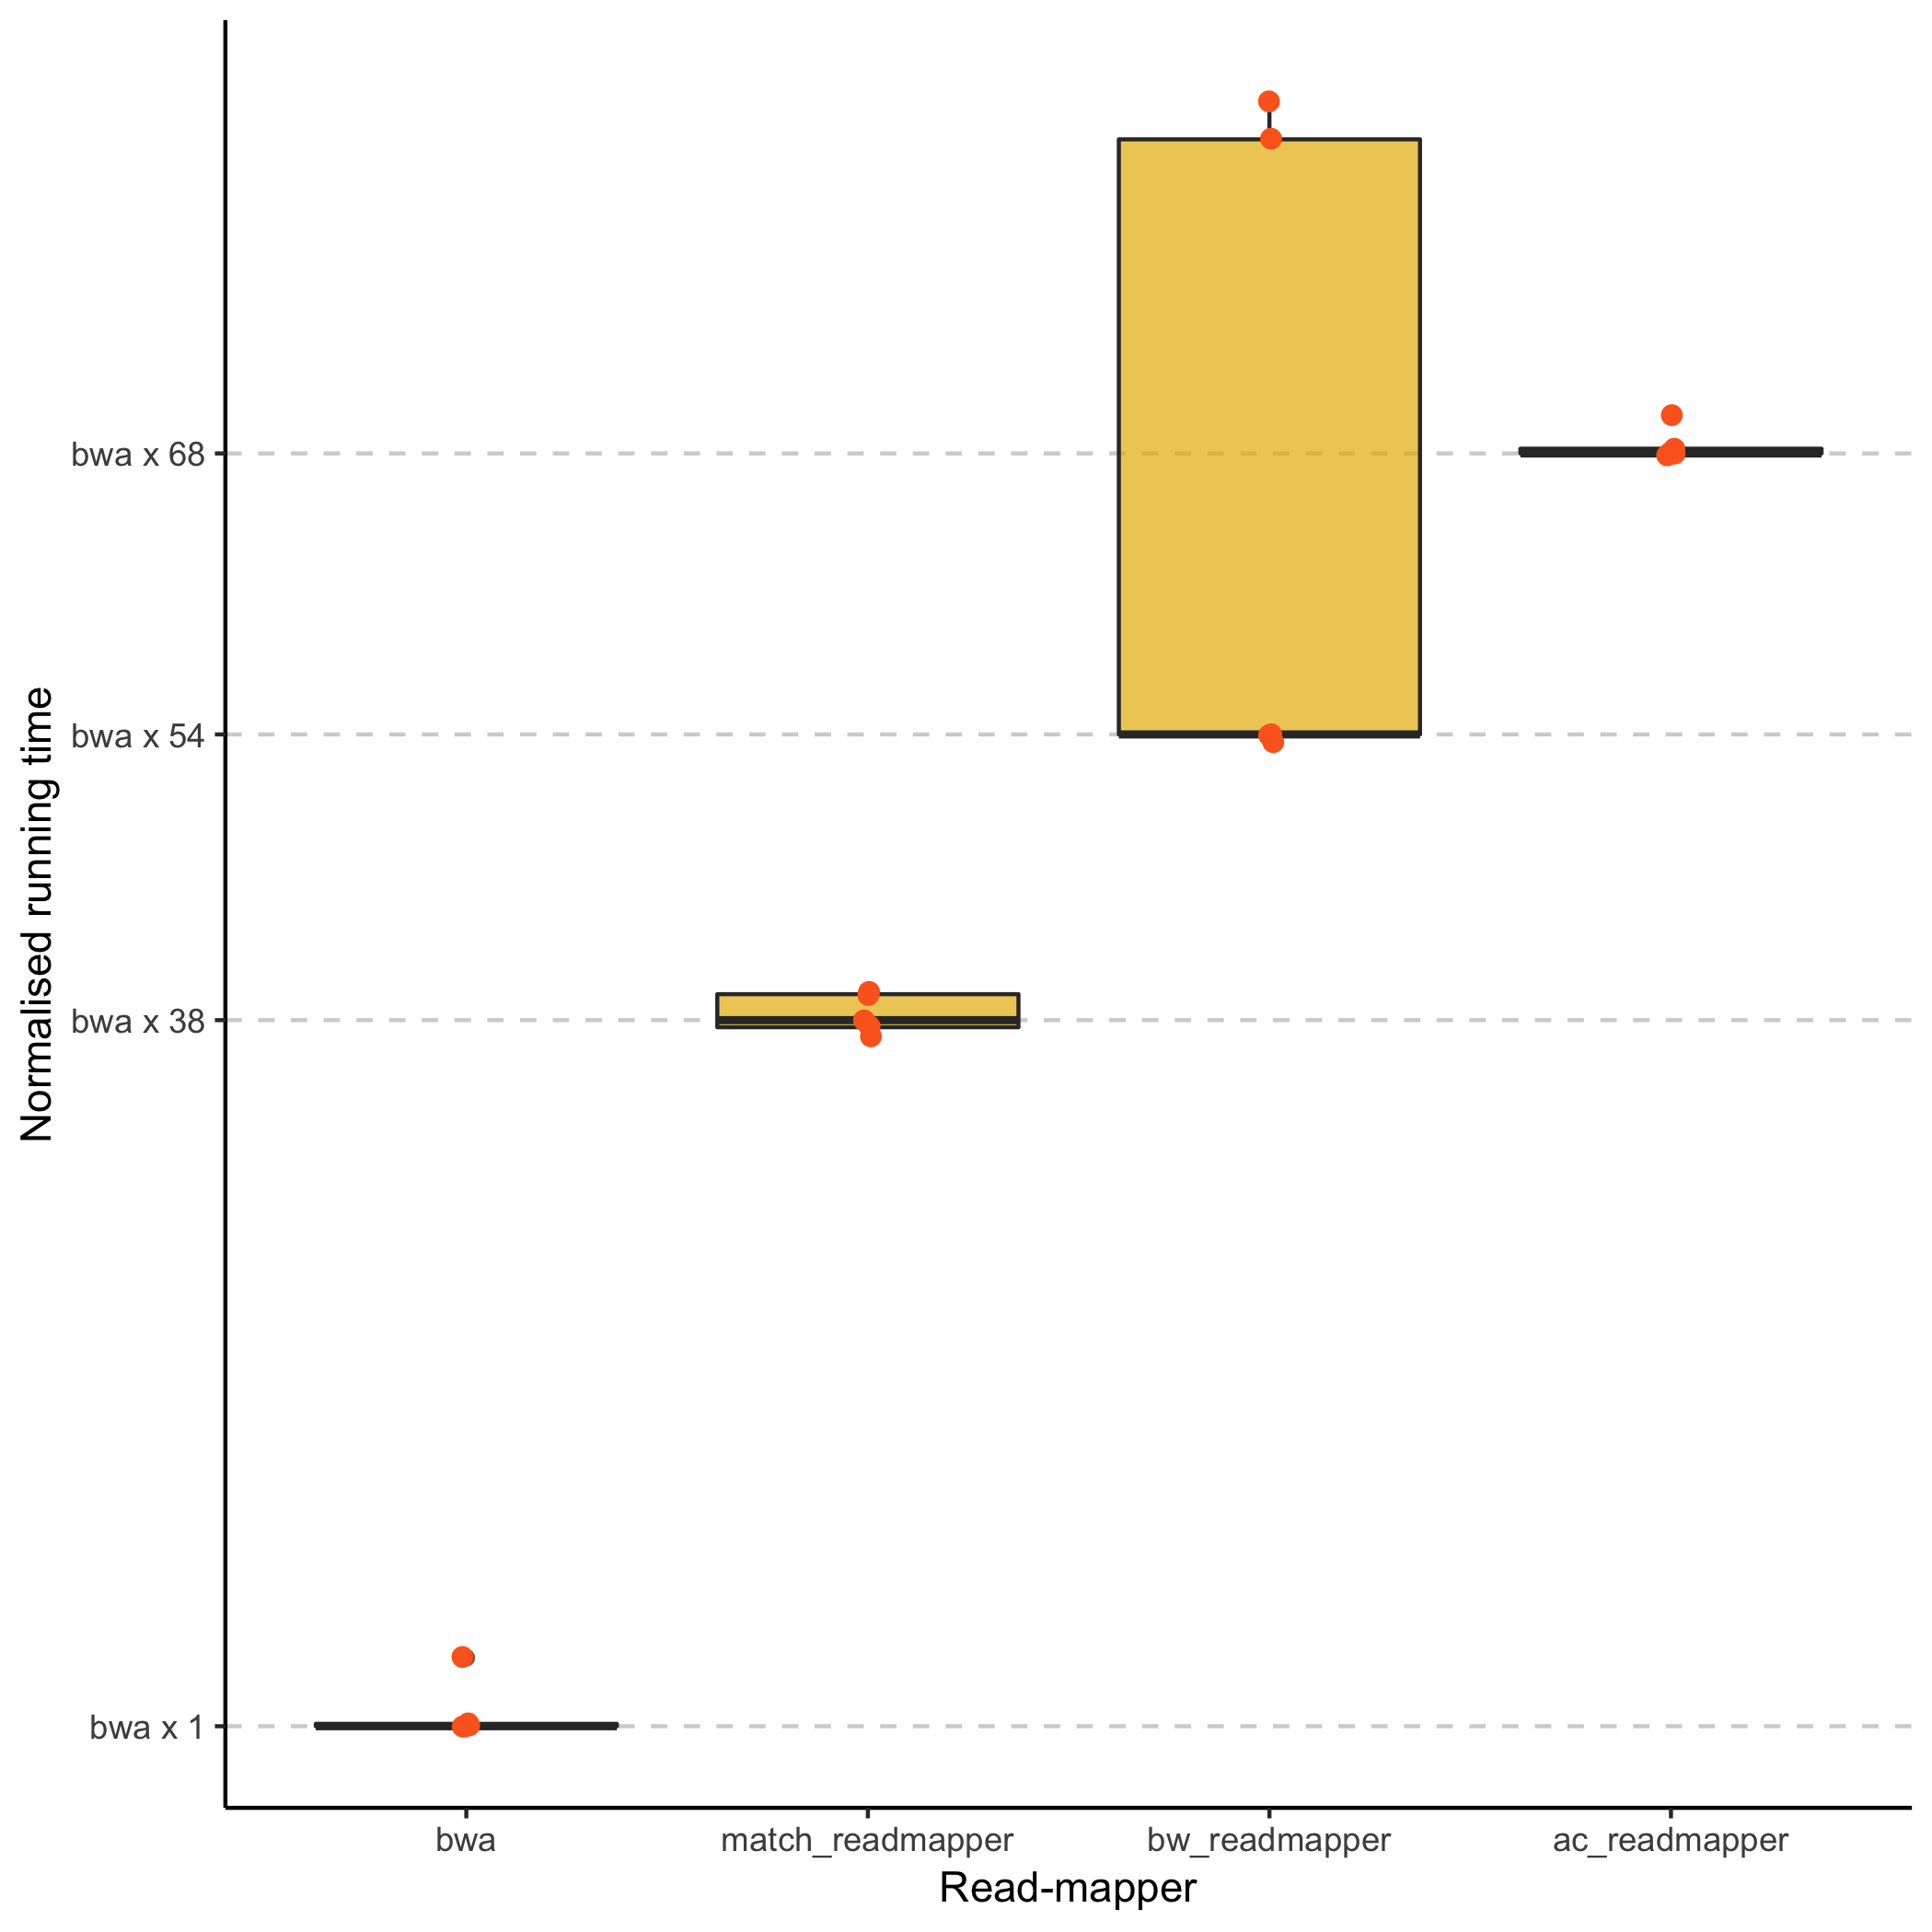 Normalised running time
bwa x 68
bwa x 54
bwa x 38
bwa x 1
bwa
match_readmapper
bw_readmapper
ac_readmapper
Read-mapper